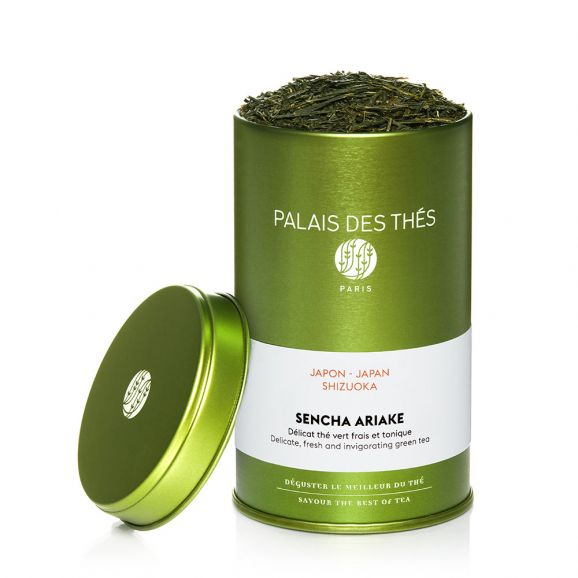 PALAIS DES THÉS
PARIS
JAPON - JAPAN
SHIZUOKA
SENCHA ARIAKE
Délicat thé vert frais et tonique
Delicate, fresh and invigorating green tea
DÉGUSTER LE MEILLEUR DU THÉ
SAVOUR THE BEST OF TEA